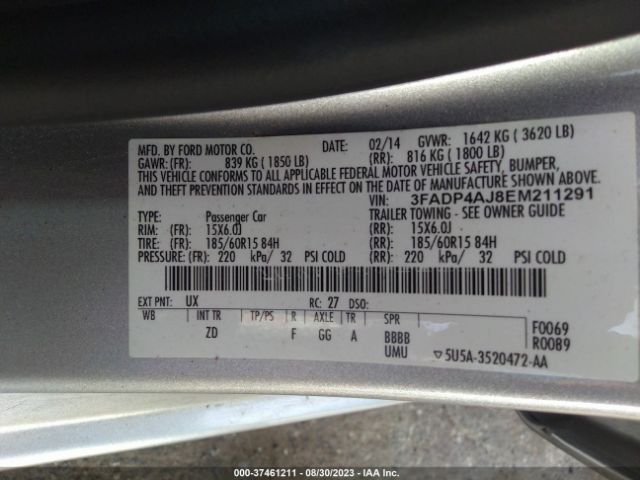 MFD. BY FORD MOTOR CO. DATE: 02/14 GVWR: 1642 KG ( 3620 LB)
GAWR: (FR): 839 KG ( 1850 LB) (RR): 816 KG ( 1800 LB)
THIS VEHICLE CONFORMS TO ALL APPLICABLE FEDERAL MOTOR VEHICLE SAFETY, BUMPER,
AND THEFT PREVENTION STANDARDS IN EFFECT ON THE DATE OF MANUFACTURE SHOWN ABOVE.
VIN: 3FADP4AJ8EM211291
TYPE: Passenger Car TRAILER TOWING - SEE OWNER GUIDE
RIM: (FR): 15X6.0J (RR): 15X6.0J
TIRE: 185/60R15 84H (RR): 185/60R15 84H
PRESSURE: (FR): 220 kPa/ 32 PSI COLD (RR): 220 kPa/ 32 PSI COLD
EXT PNT: UX RC: 27 DSO:
WB INT TR TP/PS R AXLE TR SPR
ZD F GG A BBBB F0069
UMU R0089
▽5U5A-3520472-AA
000-37461211 - 08/30/2023 - IAA Inc.